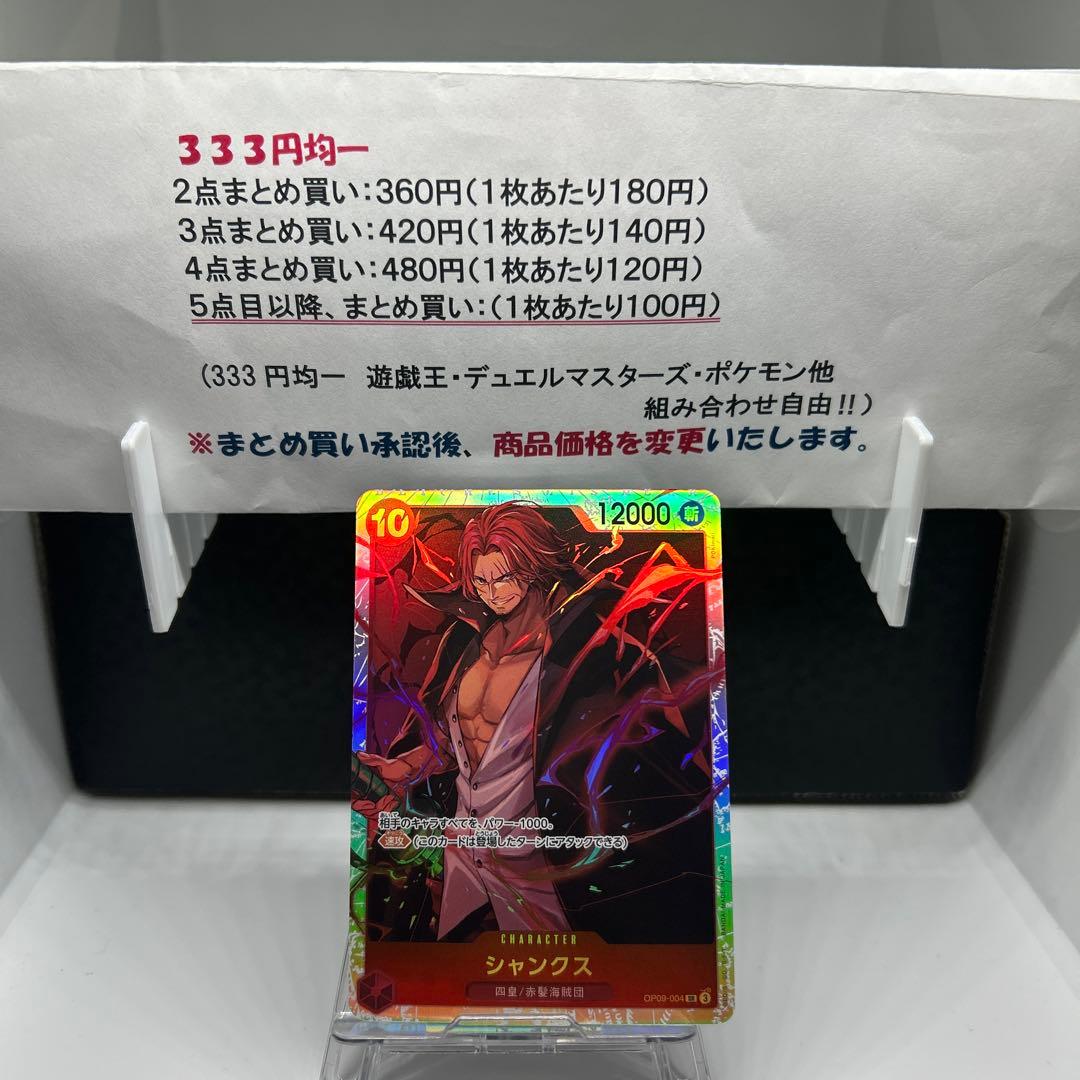 333円均一
2点まとめ買い：360円（1枚あたり180円）
3点まとめ買い：420円（1枚あたり140円）
4点まとめ買い：480円（1枚あたり120円）
5点目以降、まとめ買い：（1枚あたり100円）
（333円均一　遊戯王・デュエルマスターズ・ポケモン他
組み合わせ自由!!）
※まとめ買い承認後、商品価格を変更いたします。
10
12000 斬
相手のキャラすべてを、パワー-1000。
速攻 (このカードは登場したターンにアタックできる)
CHARACTER
シャンクス
四皇/赤髪海賊団
OP09-004 SR 3